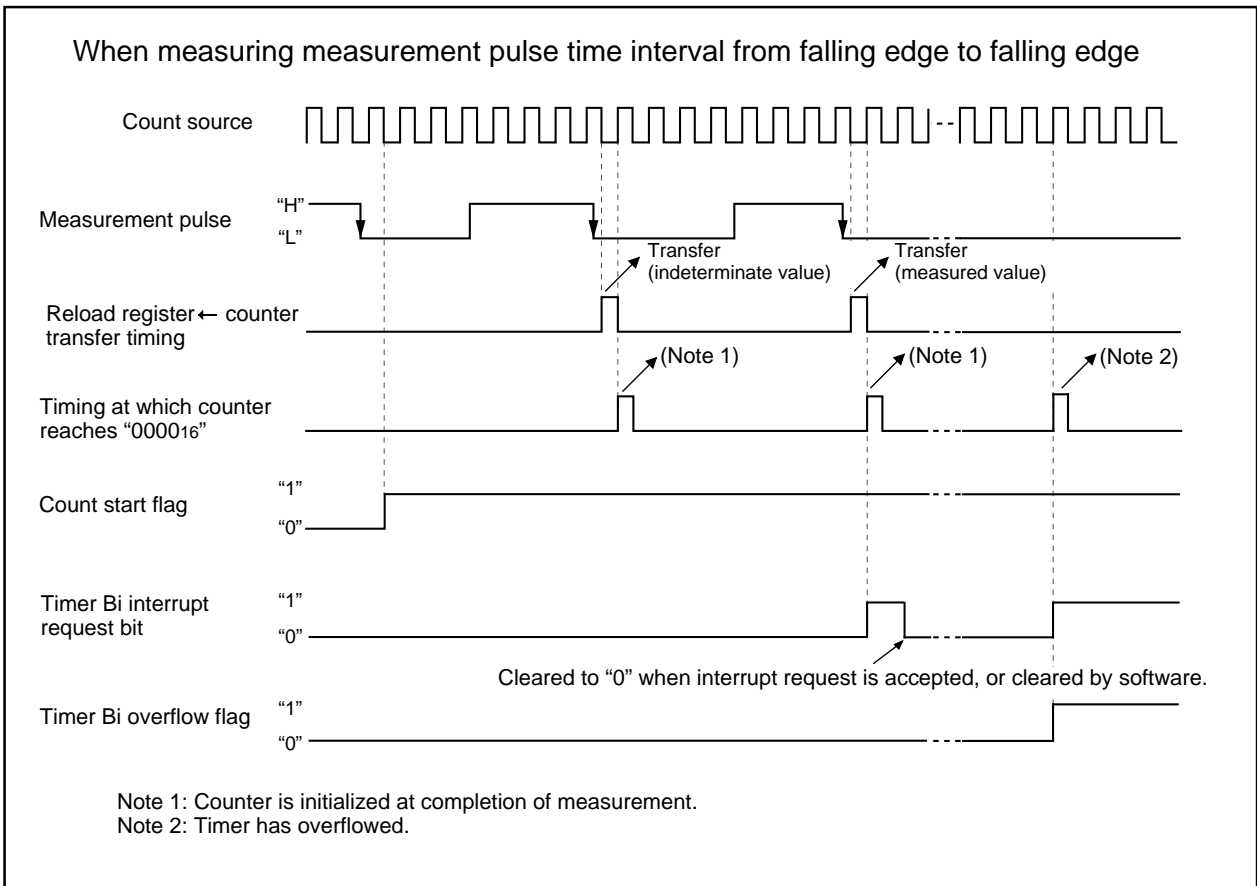 When measuring measurement pulse time interval from falling edge to falling edge
Count source
Measurement pulse
“H”
“L”
Transfer
(indeterminate value)
Transfer
(measured value)
Reload register ← counter
transfer timing
(Note 1)
(Note 1)
(Note 2)
Timing at which counter
reaches “000016”
Count start flag
“1”
“0”
Timer Bi interrupt
request bit
“1”
“0”
Cleared to “0” when interrupt request is accepted, or cleared by software.
Timer Bi overflow flag
“1”
“0”
Note 1: Counter is initialized at completion of measurement.
Note 2: Timer has overflowed.